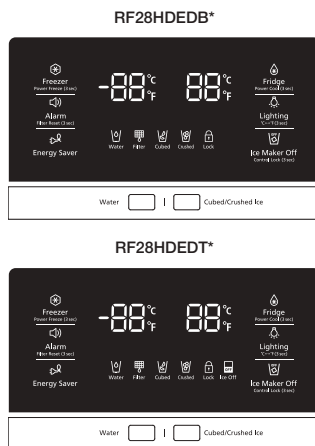 RF28HDEDB*
-88°C 88°C
°F °F
Freezer
Power Freeze (3 sec)
Fridge
Power Cool (3 sec)
Alarm
Filter Reset (3 sec)
Lighting
°C↔°F (3 sec)
Energy Saver
Water Filter Cubed Crushed Lock
Ice Maker Off
Control Lock (3 sec)
Water | Cubed/Crushed Ice
RF28HDEDT*
-88°C 88°C
°F °F
Freezer
Power Freeze (3 sec)
Fridge
Power Cool (3 sec)
Alarm
Filter Reset (3 sec)
Lighting
°C↔°F (3 sec)
Energy Saver
OFF
Water Filter Cubed Crushed Lock Ice Off
Ice Maker Off
Control Lock (3 sec)
Water | Cubed/Crushed Ice